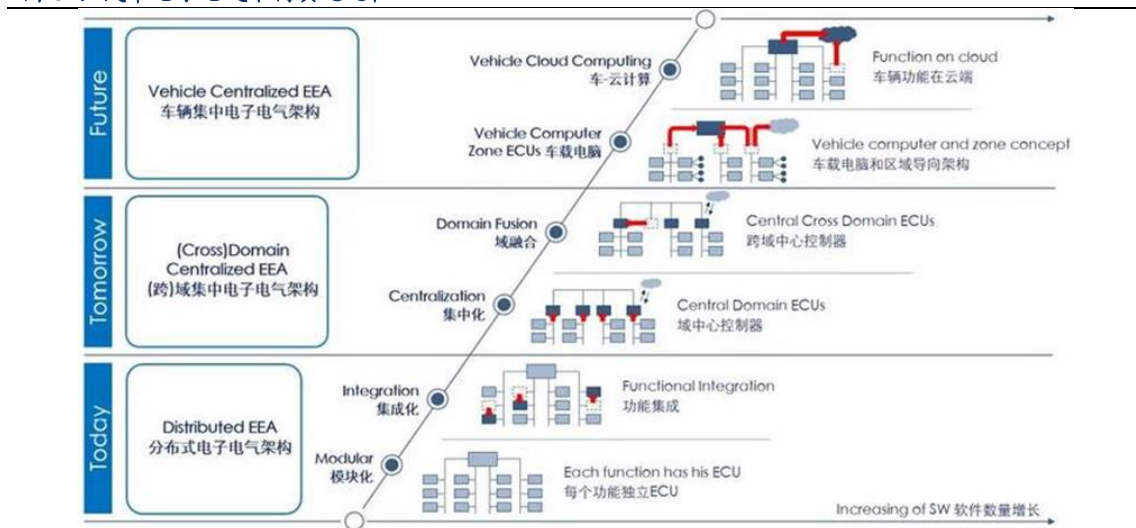 Future
Vehicle Centralized EEA
车辆集中电子电气架构
Vehicle Cloud Computing
车-云计算
Function on cloud
车辆功能在云端
Vehicle Computer
Zone ECUs 车载电脑
Vehicle computer and zone concept
车载电脑和区域导向架构
Tomorrow
(Cross)Domain
Centralized EEA
(跨)域集中电子电气架构
Domain Fusion
域融合
Central Cross Domain ECUs
跨域中心控制器
Centralization
集中化
Central Domain ECUs
域中心控制器
Today
Distributed EEA
分布式电子电气架构
Integration
集成化
Functional Integration
功能集成
Modular
模块化
Each function has his ECU
每个功能独立ECU
Increasing of SW 软件数量增长